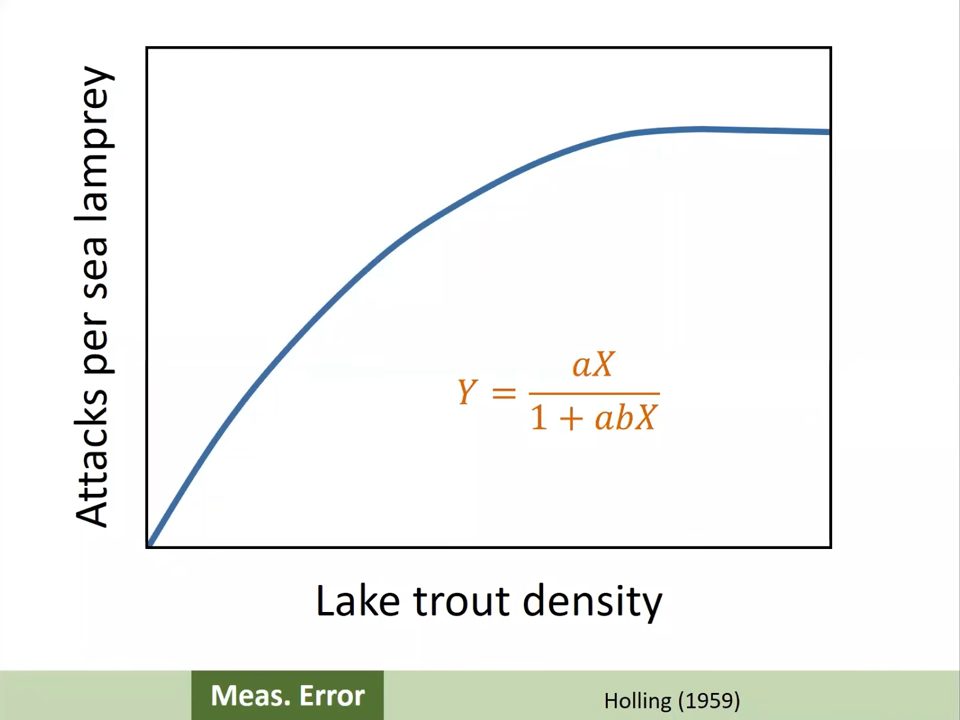 Attacks per sea lamprey
Y = aX / 1 + abX
Lake trout density
Meas. Error
Holling (1959)